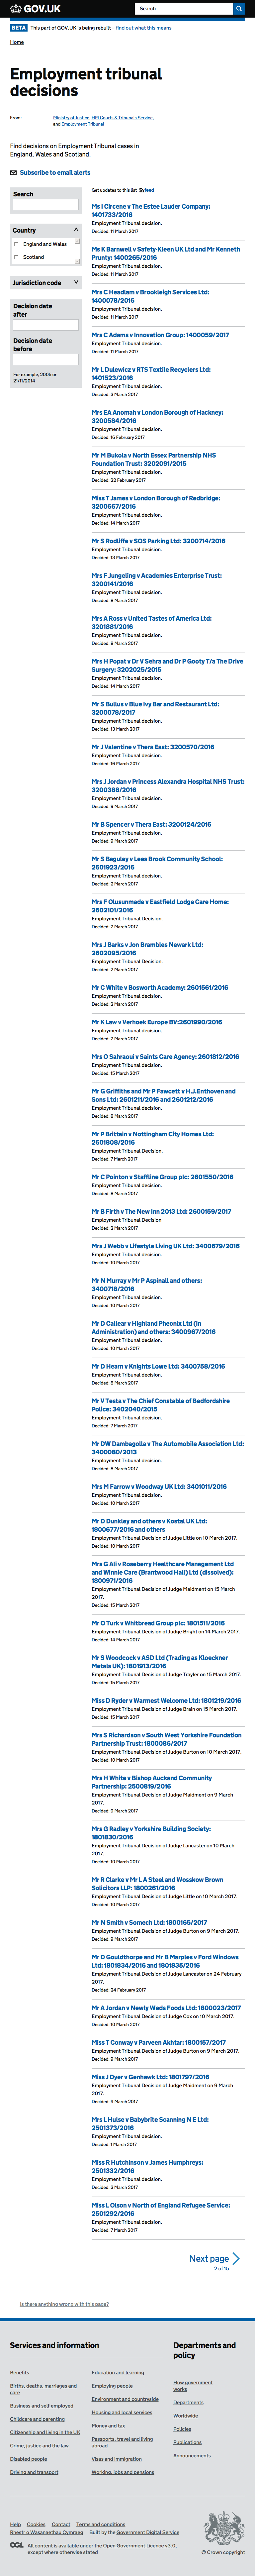 GOV.UK
Search
BETA This part of GOV.UK is being rebuilt – find out what this means
Home
Employment tribunal
decisions
From:
Ministry of Justice, HM Courts & Tribunals Service,
and Employment Tribunal
Find decisions on Employment Tribunal cases in
England, Wales and Scotland.
Subscribe to email alerts
Search
Country
England and Wales
Scotland
Jurisdiction code
Decision date
after
Decision date
before
For example, 2005 or
21/11/2014
Get updates to this list feed
Ms I Circene v The Estee Lauder Company:
1401733/2016
Employment Tribunal decision.
Decided: 11 March 2017
Ms K Barnwell v Safety-Kleen UK Ltd and Mr Kenneth
Prunty: 1400265/2016
Employment Tribunal decision.
Decided: 11 March 2017
Mrs C Headlam v Brookleigh Services Ltd:
1400078/2016
Employment Tribunal decision.
Decided: 11 March 2017
Mrs C Adams v Innovation Group: 1400059/2017
Employment Tribunal decision.
Decided: 11 March 2017
Mr L Dulewicz v RTS Textile Recyclers Ltd:
1401523/2016
Employment Tribunal decision.
Decided: 3 March 2017
Mrs EA Anomah v London Borough of Hackney:
3200584/2016
Employment Tribunal decision.
Decided: 16 February 2017
Mr M Bukola v North Essex Partnership NHS
Foundation Trust: 3202091/2015
Employment Tribunal decision.
Decided: 22 February 2017
Miss T James v London Borough of Redbridge:
3200667/2016
Employment Tribunal decision.
Decided: 14 March 2017
Mr S Rodliffe v SOS Parking Ltd: 3200714/2016
Employment Tribunal decision.
Decided: 13 March 2017
Mrs F Jungeling v Academies Enterprise Trust:
3200141/2016
Employment Tribunal decision.
Decided: 8 March 2017
Mrs A Ross v United Tastes of America Ltd:
3201881/2016
Employment Tribunal decision.
Decided: 8 March 2017
Mrs H Popat v Dr V Sehra and Dr P Gooty T/a The Drive
Surgery: 3202025/2015
Employment Tribunal decision.
Decided: 14 March 2017
Mr S Bullus v Blue Ivy Bar and Restaurant Ltd:
3200078/2017
Employment Tribunal decision.
Decided: 13 March 2017
Mr J Valentine v Thera East: 3200570/2016
Employment Tribunal decision.
Decided: 16 March 2017
Mrs J Jordan v Princess Alexandra Hospital NHS Trust:
3200388/2016
Employment Tribunal decision.
Decided: 9 March 2017
Mr B Spencer v Thera East: 3200124/2016
Employment Tribunal decision.
Decided: 9 March 2017
Mr S Baguley v Lees Brook Community School:
2601923/2016
Employment Tribunal decision.
Decided: 2 March 2017
Mrs F Olusunmade v Eastfield Lodge Care Home:
2602101/2016
Employment Tribunal Decision.
Decided: 2 March 2017
Mrs J Barks v Jon Brambles Newark Ltd:
2602095/2016
Employment Tribunal Decision.
Decided: 2 March 2017
Mr C White v Bosworth Academy: 2601561/2016
Employment Tribunal decision.
Decided: 2 March 2017
Mr K Law v Verhoek Europe BV:2601990/2016
Employment Tribunal decision.
Decided: 2 March 2017
Mrs O Sahraoui v Saints Care Agency: 2601812/2016
Employment Tribunal decision.
Decided: 15 March 2017
Mr G Griffiths and Mr P Fawcett v H.J.Enthoven and
Sons Ltd: 2601211/2016 and 2601212/2016
Employment Tribunal decision.
Decided: 8 March 2017
Mr P Brittain v Nottingham City Homes Ltd:
2601808/2016
Employment Tribunal Decision.
Decided: 7 March 2017
Mr C Pointon v Staffline Group plc: 2601550/2016
Employment Tribunal decision.
Decided: 8 March 2017
Mr B Firth v The New Inn 2013 Ltd: 2600159/2017
Employment Tribunal Decision
Decided: 2 March 2017
Mrs J Webb v Lifestyle Living UK Ltd: 3400679/2016
Employment Tribunal decision.
Decided: 10 March 2017
Mr N Murray v Mr P Aspinall and others:
3400718/2016
Employment Tribunal decision.
Decided: 10 March 2017
Mr D Callear v Highland Pheonix Ltd (In
Administration) and others: 3400967/2016
Employment Tribunal decision.
Decided: 10 March 2017
Mr D Hearn v Knights Lowe Ltd: 3400758/2016
Employment Tribunal decision.
Decided: 8 March 2017
Mr V Testa v The Chief Constable of Bedfordshire
Police: 3402040/2015
Employment Tribunal decision.
Decided: 7 March 2017
Mr DW Dambagolla v The Automobile Association Ltd:
3400080/2013
Employment Tribunal decision.
Decided: 8 March 2017
Mrs M Farrow v Woodway UK Ltd: 3401011/2016
Employment Tribunal decision.
Decided: 10 March 2017
Mr D Dunkley and others v Kostal UK Ltd:
1800677/2016 and others
Employment Tribunal Decision of Judge Little on 10 March 2017.
Decided: 10 March 2017
Mrs G Ali v Roseberry Healthcare Management Ltd
and Winnie Care (Brantwood Hall) Ltd (dissolved):
1800971/2016
Employment Tribunal Decision of Judge Maidment on 15 March
2017.
Decided: 15 March 2017
Mr O Turk v Whitbread Group plc: 1801511/2016
Employment Tribunal Decision of Judge Bright on 14 March 2017.
Decided: 14 March 2017
Mr S Woodcock v ASD Ltd (Trading as Kloeckner
Metals UK): 1801913/2016
Employment Tribunal Decision of Judge Trayler on 15 March 2017.
Decided: 15 March 2017
Miss D Ryder v Warmest Welcome Ltd: 1801219/2016
Employment Tribunal Decision of Judge Brain on 15 March 2017.
Decided: 15 March 2017
Mrs S Richardson v South West Yorkshire Foundation
Partnership Trust: 1800086/2017
Employment Tribunal Decision of Judge Burton on 10 March 2017.
Decided: 10 March 2017
Mrs H White v Bishop Auckand Community
Partnership: 2500819/2016
Employment Tribunal Decision of Judge Maidment on 9 March
2017.
Decided: 9 March 2017
Mrs G Radley v Yorkshire Building Society:
1801830/2016
Employment Tribunal Decision of Judge Lancaster on 10 March
2017.
Decided: 10 March 2017
Mr R Clarke v Mr L A Steel and Wosskow Brown
Solicitors LLP: 1800261/2016
Employment Tribunal Decision of Judge Little on 10 March 2017.
Decided: 10 March 2017
Mr N Smith v Somech Ltd: 1800165/2017
Employment Tribunal Decision of Judge Burton on 9 March 2017.
Decided: 9 March 2017
Mr D Gouldthorpe and Mr B Marples v Ford Windows
Ltd: 1801834/2016 and 1801835/2016
Employment Tribunal Decision of Judge Lancaster on 24 February
2017.
Decided: 24 February 2017
Mr A Jordan v Newly Weds Foods Ltd: 1800023/2017
Employment Tribunal Decision of Judge Cox on 10 March 2017.
Decided: 10 March 2017
Miss T Conway v Parveen Akhtar: 1800157/2017
Employment Tribunal Decision of Judge Burton on 9 March 2017.
Decided: 9 March 2017
Miss J Dyer v Genhawk Ltd: 1801797/2016
Employment Tribunal Decision of Judge Maidment on 9 March
2017.
Decided: 9 March 2017
Mrs L Hulse v Babybrite Scanning N E Ltd:
2501373/2016
Employment Tribunal decision.
Decided: 1 March 2017
Miss R Hutchinson v James Humphreys:
2501332/2016
Employment Tribunal decision.
Decided: 3 March 2017
Miss L Olson v North of England Refugee Service:
2501292/2016
Employment Tribunal decision.
Decided: 7 March 2017
Next page
2 of 15
Is there anything wrong with this page?
Services and information
Benefits
Births, deaths, marriages and
care
Business and self-employed
Childcare and parenting
Citizenship and living in the UK
Crime, justice and the law
Disabled people
Driving and transport
Education and learning
Employing people
Environment and countryside
Housing and local services
Money and tax
Passports, travel and living
abroad
Visas and immigration
Working, jobs and pensions
Departments and
policy
How government
works
Departments
Worldwide
Policies
Publications
Announcements
Help Cookies Contact Terms and conditions
Rhestr o Wasanaethau Cymraeg Built by the Government Digital Service
OGL All content is available under the Open Government Licence v3.0,
except where otherwise stated
© Crown copyright